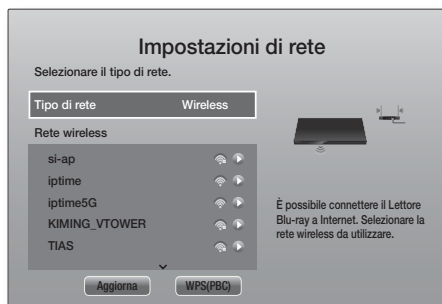 Impostazioni di rete
Selezionare il tipo di rete.
Tipo di rete Wireless
Rete wireless
si-ap
iptime
iptime5G
KIMING_VTOWER
TIAS
È possibile connettere il Lettore
Blu-ray a Internet. Selezionare la
rete wireless da utilizzare.
Aggiorna WPS(PBC)